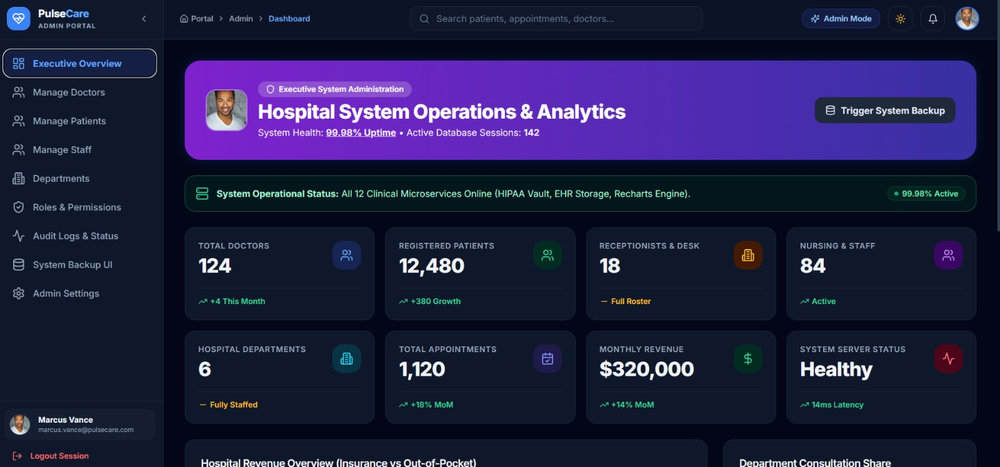 PulseCare
ADMIN PORTAL
Portal > Admin > Dashboard
Search patients, appointments, doctors...
Admin Mode
Executive Overview
Manage Doctors
Manage Patients
Manage Staff
Departments
Roles & Permissions
Audit Logs & Status
System Backup UI
Admin Settings
Marcus Vance
marcus.vance@pulsecare.com
Logout Session
Executive System Administration
Hospital System Operations & Analytics
System Health: 99.98% Uptime • Active Database Sessions: 142
Trigger System Backup
System Operational Status: All 12 Clinical Microservices Online (HIPAA Vault, EHR Storage, Recharts Engine).
99.98% Active
TOTAL DOCTORS
124
+4 This Month
REGISTERED PATIENTS
12,480
+380 Growth
RECEPTIONISTS & DESK
18
Full Roster
NURSING & STAFF
84
Active
HOSPITAL DEPARTMENTS
6
Fully Staffed
TOTAL APPOINTMENTS
1,120
+18% MoM
MONTHLY REVENUE
$320,000
+14% MoM
SYSTEM SERVER STATUS
Healthy
14ms Latency
Hospital Revenue Overview (Insurance vs Out-of-Pocket)
Department Consultation Share